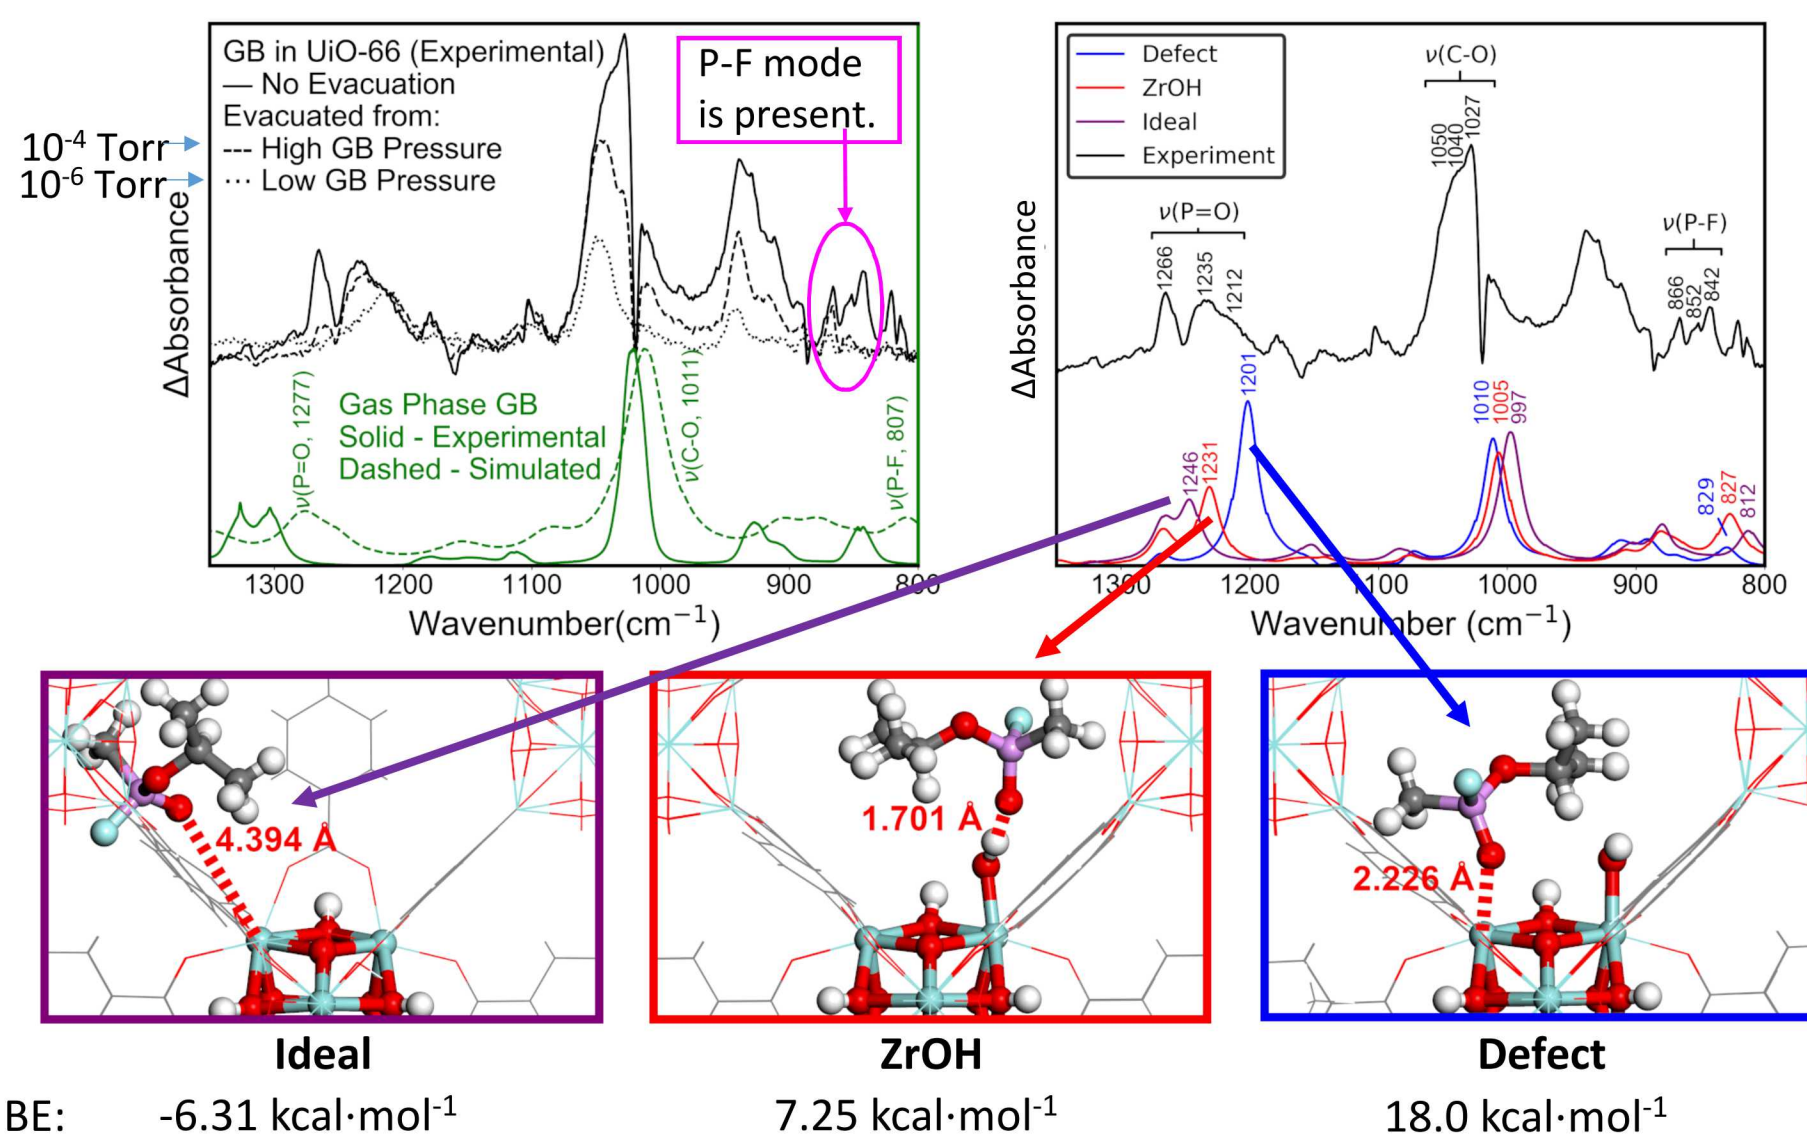 GB in UiO-66 (Experimental)
— No Evacuation
Evacuated from:
--- High GB Pressure
··· Low GB Pressure
10⁻⁴ Torr
10⁻⁶ Torr
P-F mode
is present.
ΔAbsorbance
Gas Phase GB
Solid - Experimental
Dashed - Simulated
ν(P=O, 1277)
ν(C-O, 1011)
ν(P-F, 807)
1300 1200 1100 1000 900 800
Wavenumber(cm⁻¹)
Defect
ZrOH
Ideal
Experiment
ν(C-O)
1050
1040
1027
ν(P=O)
1266
1235
1212
ν(P-F)
866
852
842
ΔAbsorbance
1246
1231
1201
1010
1005
997
829
827
812
1300 1200 1100 1000 900 800
Wavenumber (cm⁻¹)
4.394 Å
1.701 Å
2.226 Å
Ideal
ZrOH
Defect
BE: -6.31 kcal·mol⁻¹ 7.25 kcal·mol⁻¹ 18.0 kcal·mol⁻¹